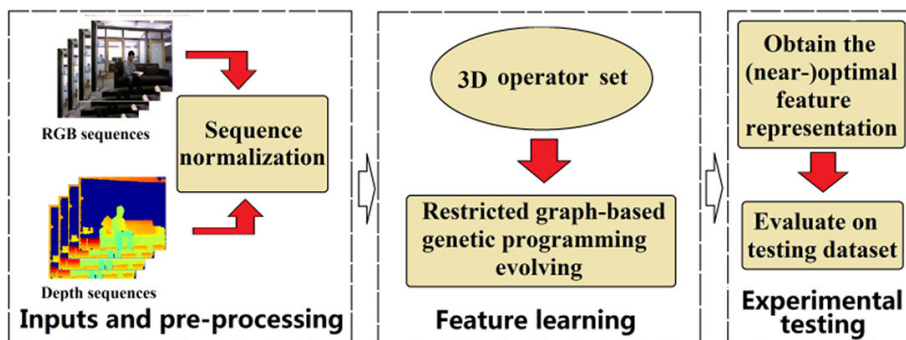 RGB sequences
Sequence
normalization
Depth sequences
Inputs and pre-processing
3D operator set
Restricted graph-based
genetic programming
evolving
Feature learning
Obtain the
(near-)optimal
feature
representation
Evaluate on
testing dataset
Experimental
testing